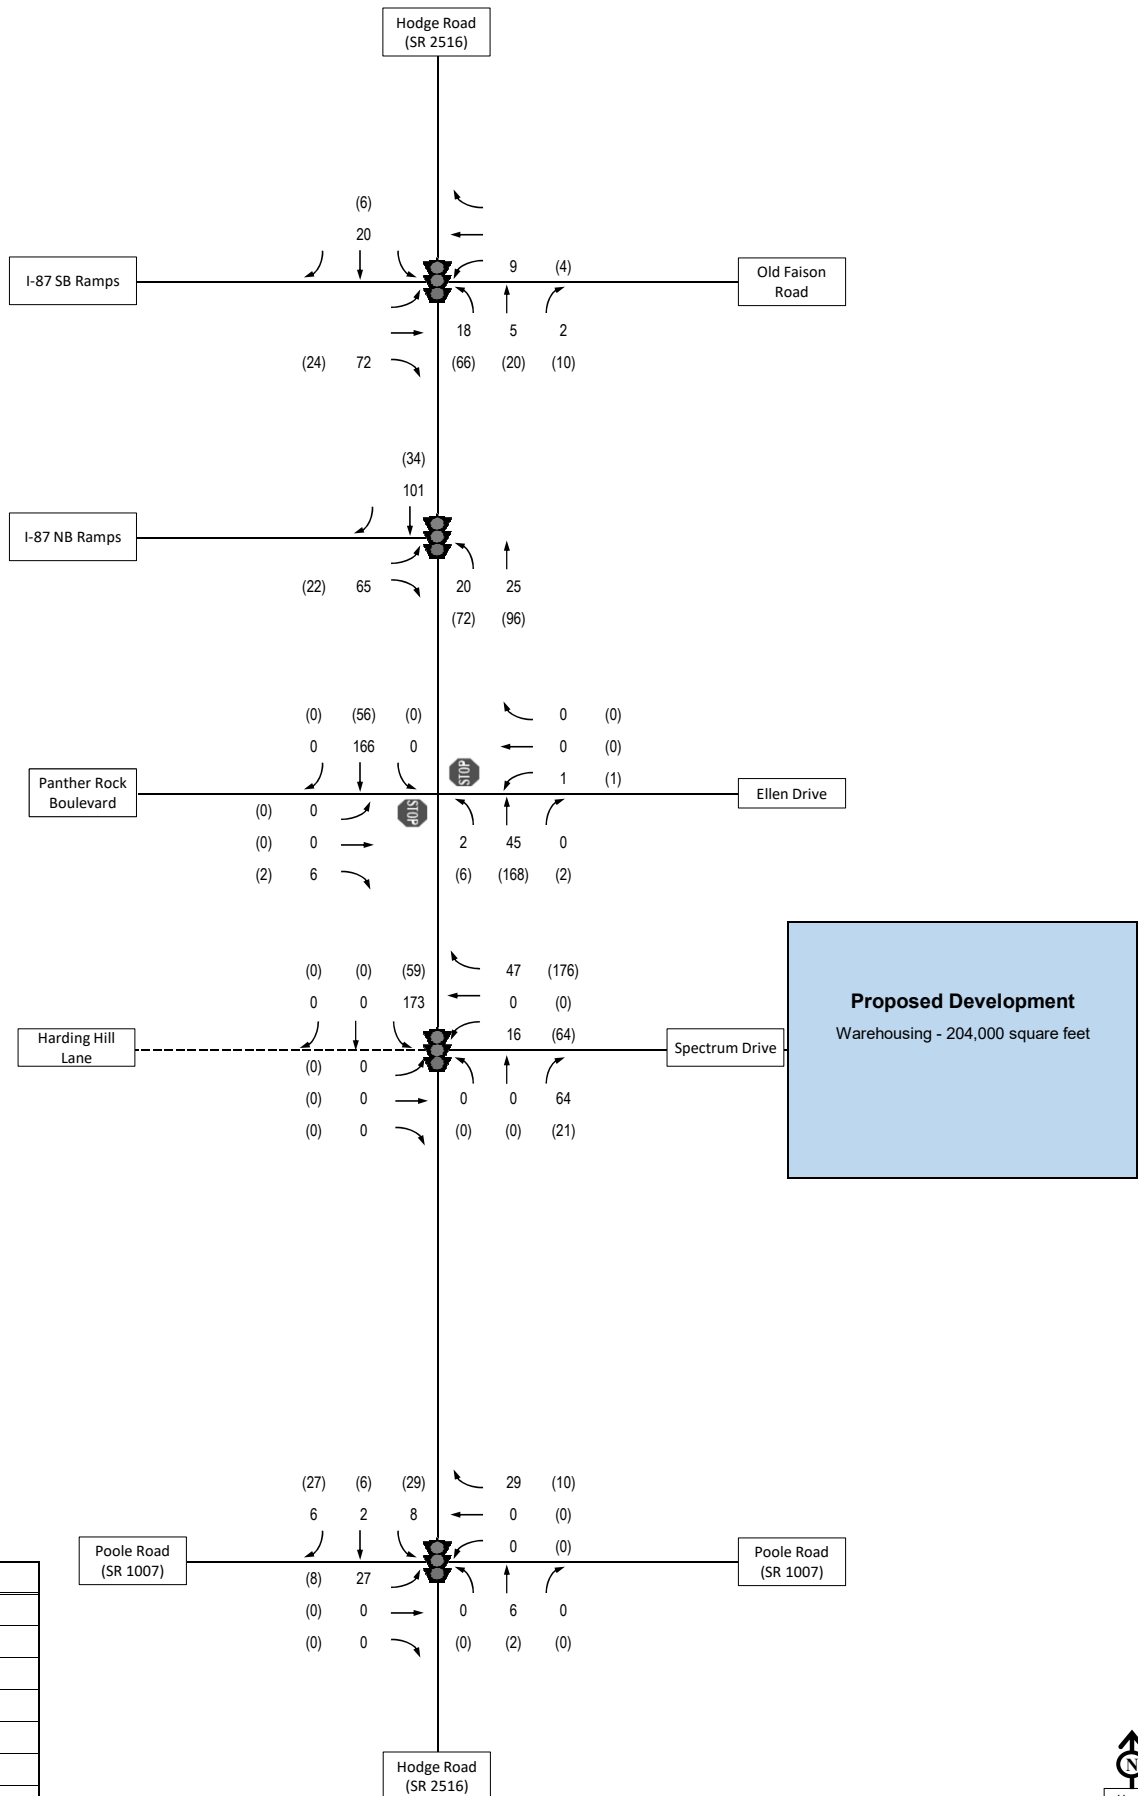 Hodge Road
(SR 2516)
(6)
20
I-87 SB Ramps
9 (4)
Old Faison
Road
18 5 2
(24) 72 (66) (20) (10)
(34)
101
I-87 NB Ramps
(22) 65 20 25
(72) (96)
(0) (56) (0) 0 (0)
0 166 0 0 (0)
STOP
1 (1)
Panther Rock
Boulevard
Ellen Drive
(0) 0
STOP
(0) 0 2 45 0
(2) 6 (6) (168) (2)
(0) (0) (59) 47 (176)
0 0 173 0 (0)
16 (64)
Harding Hill
Lane
Spectrum Drive
Proposed Development
Warehousing - 204,000 square feet
(0) 0
(0) 0 0 0 64
(0) 0 (0) (0) (21)
(27) (6) (29) 29 (10)
6 2 8 0 (0)
0 (0)
Poole Road
(SR 1007)
Poole Road
(SR 1007)
(8) 27
(0) 0 0 6 0
(0) 0 (0) (2) (0)
Hodge Road
(SR 2516)
N